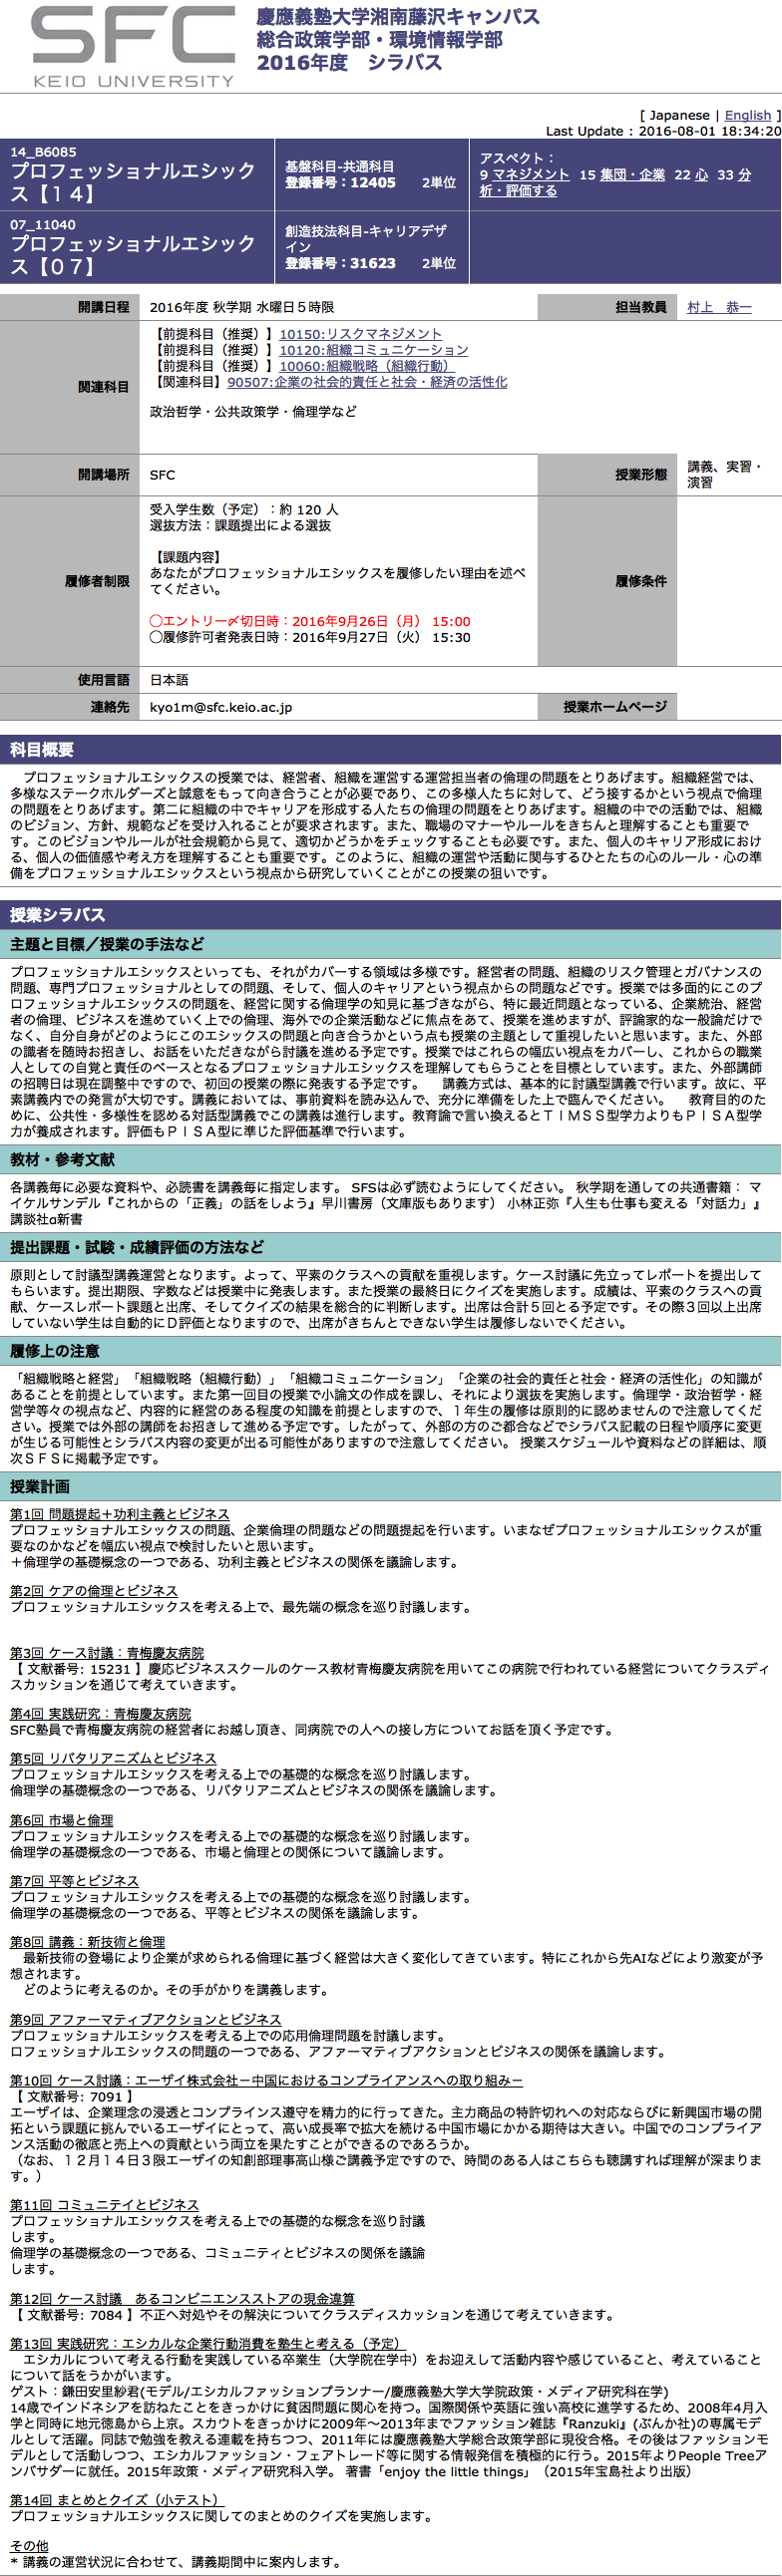 SFC
KEIO UNIVERSITY
慶應義塾大学湘南藤沢キャンパス
総合政策学部・環境情報学部
2016年度　シラバス
[ Japanese | English ]
Last Update : 2016-08-01 18:34:20
14_B6085
プロフェッショナルエシック
ス【１４】
基盤科目-共通科目
登録番号：12405　　2単位
アスペクト：
9 マネジメント 15 集団・企業 22 心 33 分
析・評価する
07_11040
プロフェッショナルエシック
ス【０７】
創造技法科目-キャリアデザ
イン
登録番号：31623　　2単位
開講日程
2016年度 秋学期 水曜日５時限
担当教員
村上　恭一
関連科目
【前提科目（推奨）】10150:リスクマネジメント
【前提科目（推奨）】10120:組織コミュニケーション
【前提科目（推奨）】10060:組織戦略（組織行動）
【関連科目】90507:企業の社会的責任と社会・経済の活性化
政治哲学・公共政策学・倫理学など
開講場所
SFC
授業形態
講義、実習・
演習
履修者制限
受入学生数（予定）：約 120 人
選抜方法：課題提出による選抜
【課題内容】
あなたがプロフェッショナルエシックスを履修したい理由を述べ
てください。
◯エントリー〆切日時：2016年9月26日（月） 15:00
◯履修許可者発表日時：2016年9月27日（火） 15:30
履修条件
使用言語
日本語
連絡先
kyo1m@sfc.keio.ac.jp
授業ホームページ
科目概要
　プロフェッショナルエシックスの授業では、経営者、組織を運営する運営担当者の倫理の問題をとりあげます。組織経営では、
多様なステークホルダーズと誠意をもって向き合うことが必要であり、この多様人たちに対して、どう接するかという視点で倫理
の問題をとりあげます。第二に組織の中でキャリアを形成する人たちの倫理の問題をとりあげます。組織の中での活動では、組織
のビジョン、方針、規範などを受け入れることが要求されます。また、職場のマナーやルールをきちんと理解することも重要で
す。このビジョンやルールが社会規範から見て、適切かどうかをチェックすることも必要です。また、個人のキャリア形成におけ
る、個人の価値感や考え方を理解することも重要です。このように、組織の運営や活動に関与するひとたちの心のルール・心の準
備をプロフェッショナルエシックスという視点から研究していくことがこの授業の狙いです。
授業シラバス
主題と目標／授業の手法など
プロフェッショナルエシックスといっても、それがカバーする領域は多様です。経営者の問題、組織のリスク管理とガバナンスの
問題、専門プロフェショナルとしての問題、そして、個人のキャリアという視点からの問題などです。授業では多面的にこのプ
ロフェッショナルエシックスの問題を、経営に関する倫理学の知見に基づきながら、特に最近問題となっている、企業統治、経営
者の倫理、ビジネスを進めていく上での倫理、海外での企業活動などに焦点をあて、授業を進めますが、評論家的な一般論だけで
なく、自分自身がどのようにこのエシックスの問題と向き合うかという点も授業の主題として重視したいと思います。また、外部
の識者を随時お招きし、お話をいただきながら討議を進める予定です。授業ではこれらの幅広い視点をカバーし、これからの職業
人としての自覚と責任のベースとなるプロフェッショナルエシックスを理解してもらうことを目標としています。また、外部講師
の招聘日は現在調整中ですので、初回の授業の際に発表する予定です。　講義方式は、基本的に討議型講義で行います。故に、平
素講義内での発言が大切です。講義においては、事前資料を読み込んで、充分に準備をした上で臨んでください。　教育目的のた
めに、公共性・多様性を認める対話型講義でこの講義は進行します。教育論で言い換えるとＴＩＭＳＳ型学力よりもＰＩＳＡ型学
力が養成されます。評価もＰＩＳＡ型に準じた評価基準で行います。
教材・参考文献
各講義毎に必要な資料や、必読書を講義毎に指定します。 SFSは必ず読むようにしてください。 秋学期を通しての共通書籍： マ
イケルサンデル『これからの「正義」の話をしよう』早川書房（文庫版もあります） 小林正弥『人生も仕事も変える「対話力」』
講談社α新書
提出課題・試験・成績評価の方法など
原則として討議型講義運営となります。よって、平素のクラスへの貢献を重視します。ケース討議に先立ってレポートを提出して
もらいます。提出期限、字数などは授業中に発表します。また授業の最終日にクイズを実施します。成績は、平素のクラスへの貢
献、ケースレポート課題と出席、そしてクイズの結果を総合的に判断します。出席は合計５回とる予定です。その際３回以上出席
していない学生は自動的にＤ評価となりますので、出席がきちんとできない学生は履修しないでください。
履修上の注意
「組織戦略と経営」「組織戦略（組織行動）」「組織コミュニケーション」「企業の社会的責任と社会・経済の活性化」の知識が
あることを前提としています。また第一回目の授業で小論文の作成を課し、それにより選抜を実施します。倫理学・政治哲学・経
営学等々の視点など、内容的に経営のある程度の知識を前提としますので、１年生の履修は原則的に認めませんので注意してくだ
さい。授業では外部の講師をお招きして進める予定です。したがって、外部の方のご都合などでシラバス記載の日程や順序に変更
が生じる可能性とシラバス内容の変更が出る可能性がありますので注意してください。 授業スケジュールや資料などの詳細は、順
次ＳＦＳに掲載予定です。
授業計画
第1回 問題提起＋功利主義とビジネス
プロフェッショナルエシックスの問題、企業倫理の問題などの問題提起を行います。いまなぜプロフェッショナルエシックスが重
要なのかなどを幅広い視点で検討したいと思います。
＋倫理学の基礎概念の一つである、功利主義とビジネスの関係を議論します。
第2回 ケアの倫理とビジネス
プロフェッショナルエシックスを考える上で、最先端の概念を巡り討議します。
第3回 ケース討議：青梅慶友病院
【 文献番号: 15231 】慶応ビジネススクールのケース教材青梅慶友病院を用いてこの病院で行われている経営についてクラスディ
スカッションを通じて考えていきます。
第4回 実践研究：青梅慶友病院
SFC塾員で青梅慶友病院の経営者にお越し頂き、同病院での人への接し方についてお話を頂く予定です。
第5回 リバタリアニズムとビジネス
プロフェッショナルエシックスを考える上での基礎的な概念を巡り討議します。
倫理学の基礎概念の一つである、リバタリアニズムとビジネスの関係を議論します。
第6回 市場と倫理
プロフェッショナルエシックスを考える上での基礎的な概念を巡り討議します。
倫理学の基礎概念の一つである、市場と倫理との関係について議論します。
第7回 平等とビジネス
プロフェッショナルエシックスを考える上での基礎的な概念を巡り討議します。
倫理学の基礎概念の一つである、平等とビジネスの関係を議論します。
第8回 講義：新技術と倫理
　最新技術の登場により企業が求められる倫理に基づく経営は大きく変化してきています。特にこれから先AIなどにより激変が予
想されます。
　どのように考えるのか。その手がかりを講義します。
第9回 アファーマティブアクションとビジネス
プロフェッショナルエシックスを考える上での応用倫理問題を討議します。
ロフェッショナルエシックスの問題の一つである、アファーマティブアクションとビジネスの関係を議論します。
第10回 ケース討議：エーザイ株式会社－中国におけるコンプライアンスへの取り組み－
【 文献番号: 7091 】
エーザイは、企業理念の浸透とコンプラインス遵守を精力的に行ってきた。主力商品の特許切れへの対応ならびに新興国市場の開
拓という課題に挑んでいるエーザイにとって、高い成長率で拡大を続ける中国市場にかかる期待は大きい。中国でのコンプライア
ンス活動の徹底と売上への貢献という両立を果たすことができるのであろうか。
（なお、１２月１４日３限エーザイの知創部理事高山様ご講義予定ですので、時間のある人はこちらも聴講すれば理解が深まりま
す。）
第11回 コミュニテイとビジネス
プロフェッショナルエシックスを考える上での基礎的な概念を巡り討議
します。
倫理学の基礎概念の一つである、コミュニティとビジネスの関係を議論
します。
第12回 ケース討議　あるコンビニエンスストアの現金違算
【 文献番号: 7084 】不正へ対処やその解決についてクラスディスカッションを通じて考えていきます。
第13回 実践研究：エシカルな企業行動消費を塾生と考える（予定）
　エシカルについて考える行動を実践している卒業生（大学院在学中）をお迎えして活動内容や感じていること、考えていること
について話をうかがいます。
ゲスト：鎌田安里紗君(モデル/エシカルファッションプランナー/慶應義塾大学大学院政策・メディア研究科在学)
14歳でインドネシアを訪ねたことをきっかけに貧困問題に関心を持つ。国際関係や英語に強い高校に進学するため、2008年4月入
学と同時に地元徳島から上京。スカウトをきっかけに2009年～2013年までファッション雑誌『Ranzuki』(ぶんか社)の専属モデ
ルとして活躍。同誌で勉強を教える連載を持ちつつ、2011年には慶應義塾大学総合政策学部に現役合格。その後はファッションモ
デルとして活動しつつ、エシカルファッション・フェアトレード等に関する情報発信を積極的に行う。2015年よりPeople Treeア
ンバサダーに就任。2015年政策・メディア研究科入学。 著書「enjoy the little things」（2015年宝島社より出版）
第14回 まとめとクイズ（小テスト）
プロフェッショナルエシックスに関してのまとめのクイズを実施します。
その他
* 講義の運営状況に合わせて、講義期間中に案内します。